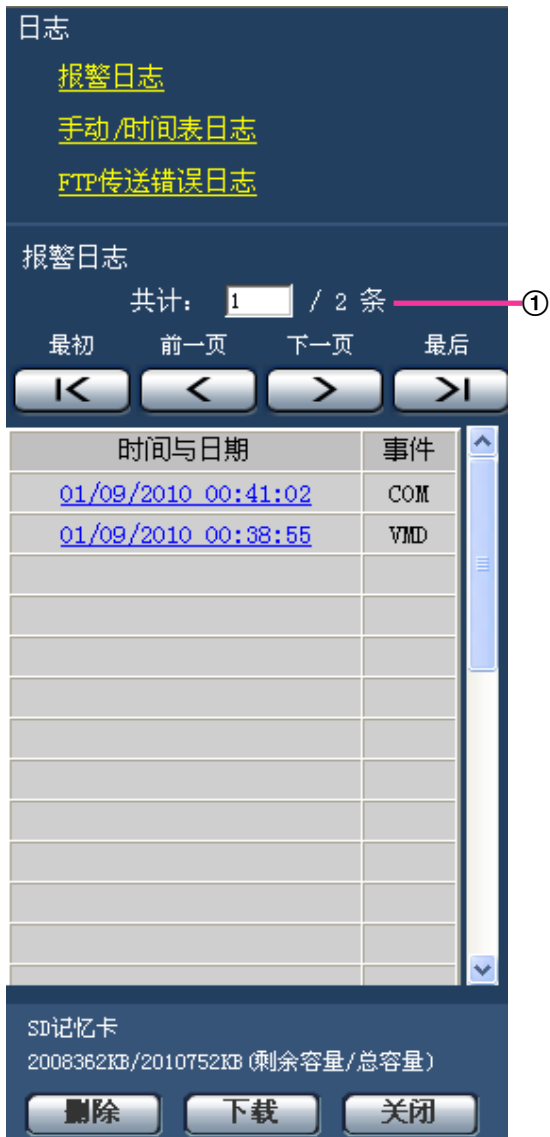 日志
报警日志
手动/时间表日志
FTP传送错误日志
报警日志
共计： 1 / 2 条 ①
最初 前一页 下一页 最后
时间与日期 事件
01/09/2010 00:41:02 COM
01/09/2010 00:38:55 VMD
SD记忆卡
2008362KB/2010752KB(剩余容量/总容量)
删除 下载 关闭